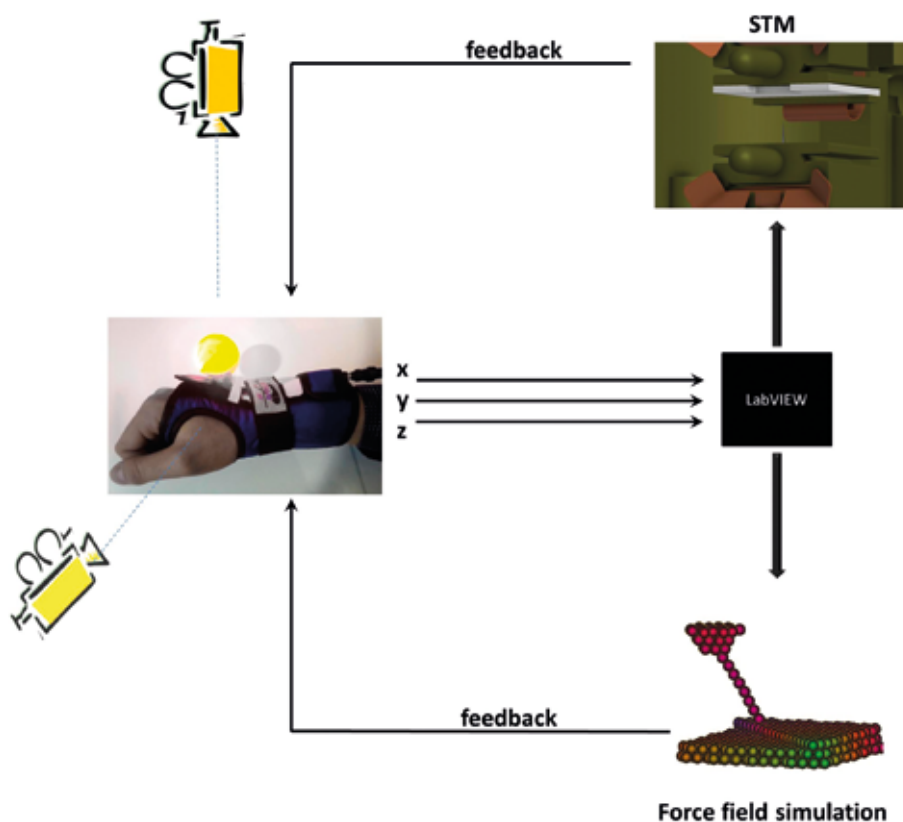 STM
feedback
x
y
z
LabVIEW
feedback
Force field simulation